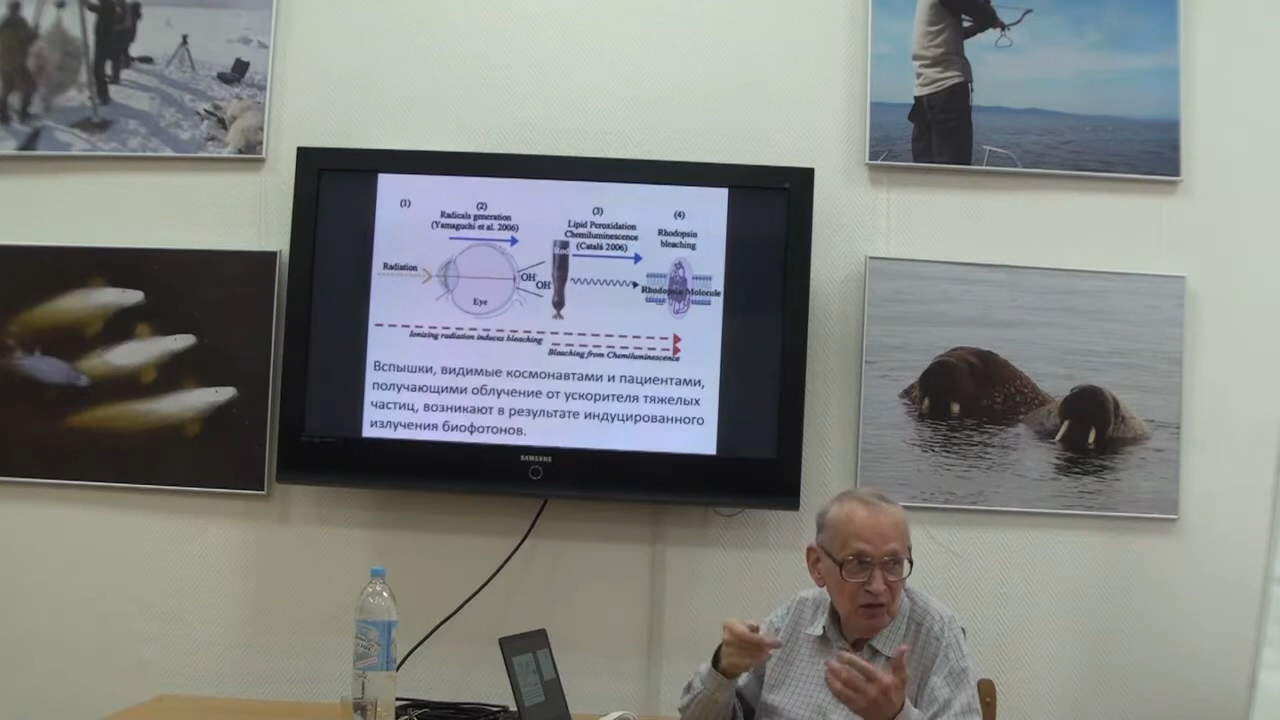 (1)
(2)
Radicals generation
(Yamaguchi et al. 2006)
(3)
Lipid Peroxidation
Chemiluminescence
(Catalá 2006)
(4)
Rhodopsin
bleaching
Radiation
Eye
OH
OH
Rod
Rhodopsin Molecule
Ionizing radiation induces bleaching
Bleaching from Chemiluminescence
Вспышки, видимые космонавтами и пациентами,
получающими облучение от ускорителя тяжелых
частиц, возникают в результате индуцированного
излучения биофотонов.
SAMSUNG